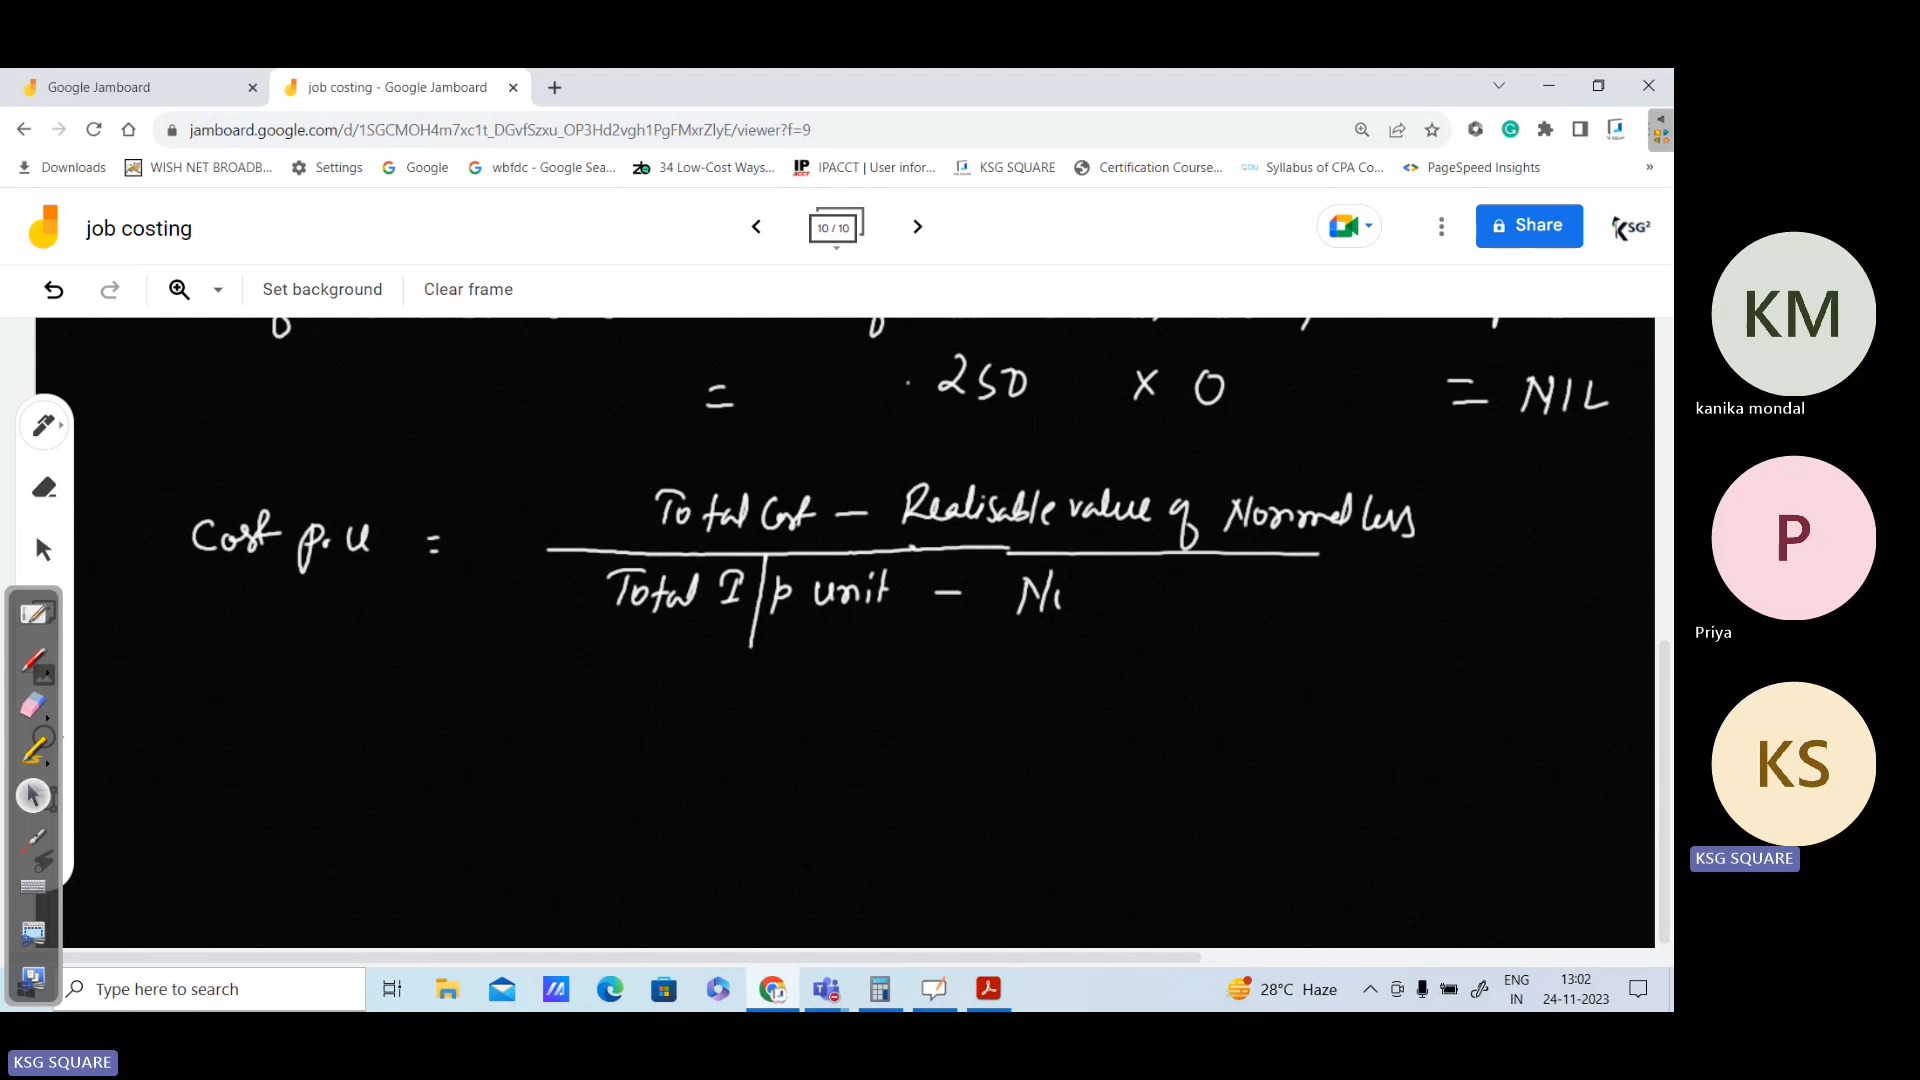 Google Jamboard
job costing - Google Jamboard
jamboard.google.com/d/1SGCMOH4m7xc1t_DGvfSzxu_OP3Hd2vgh1PgFMxrZlyE/viewer?f=9
Downloads WISH NET BROADB... Settings Google wbfdc - Google Sea... 34 Low-Cost Ways... IPACCT | User infor... KSG SQUARE Certification Course... Syllabus of CPA Co... PageSpeed Insights »
job costing
10 / 10
Share
KSG²
Set background Clear frame
= 250 × 0 = NIL
Total Cost - Realisable value of Normal loss
Cost p.u =
Total I/p unit -
KM
kanika mondal
P
Priya
KS
KSG SQUARE
Type here to search
28°C Haze
ENG
IN
13:02
24-11-2023
KSG SQUARE